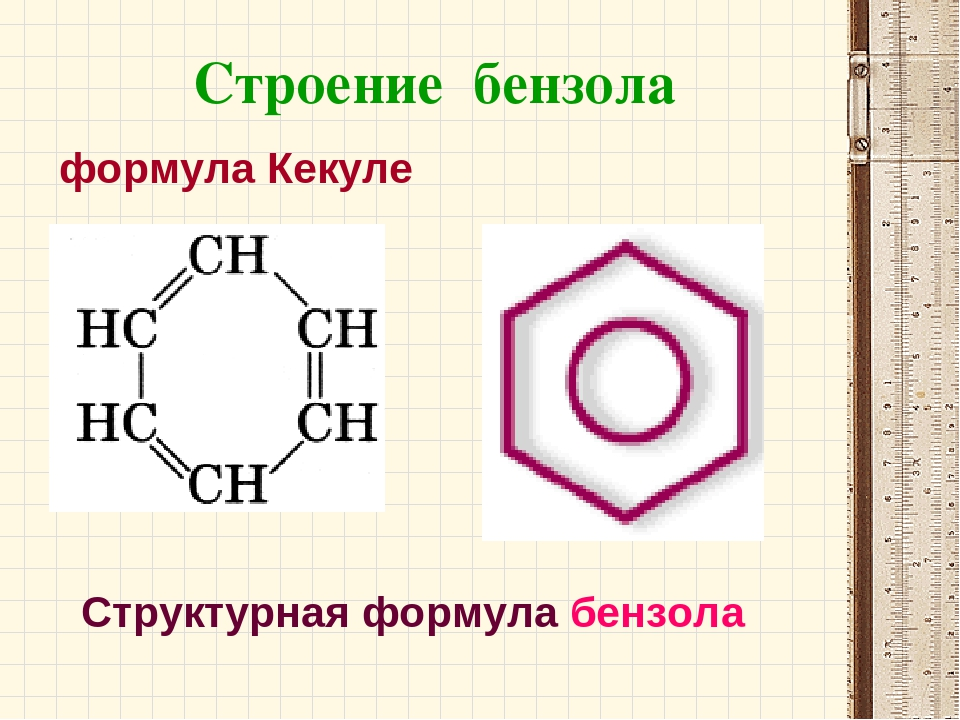 Строение бензола
формула Кекуле
CH
HC CH
HC CH
CH
Структурная формула бензола